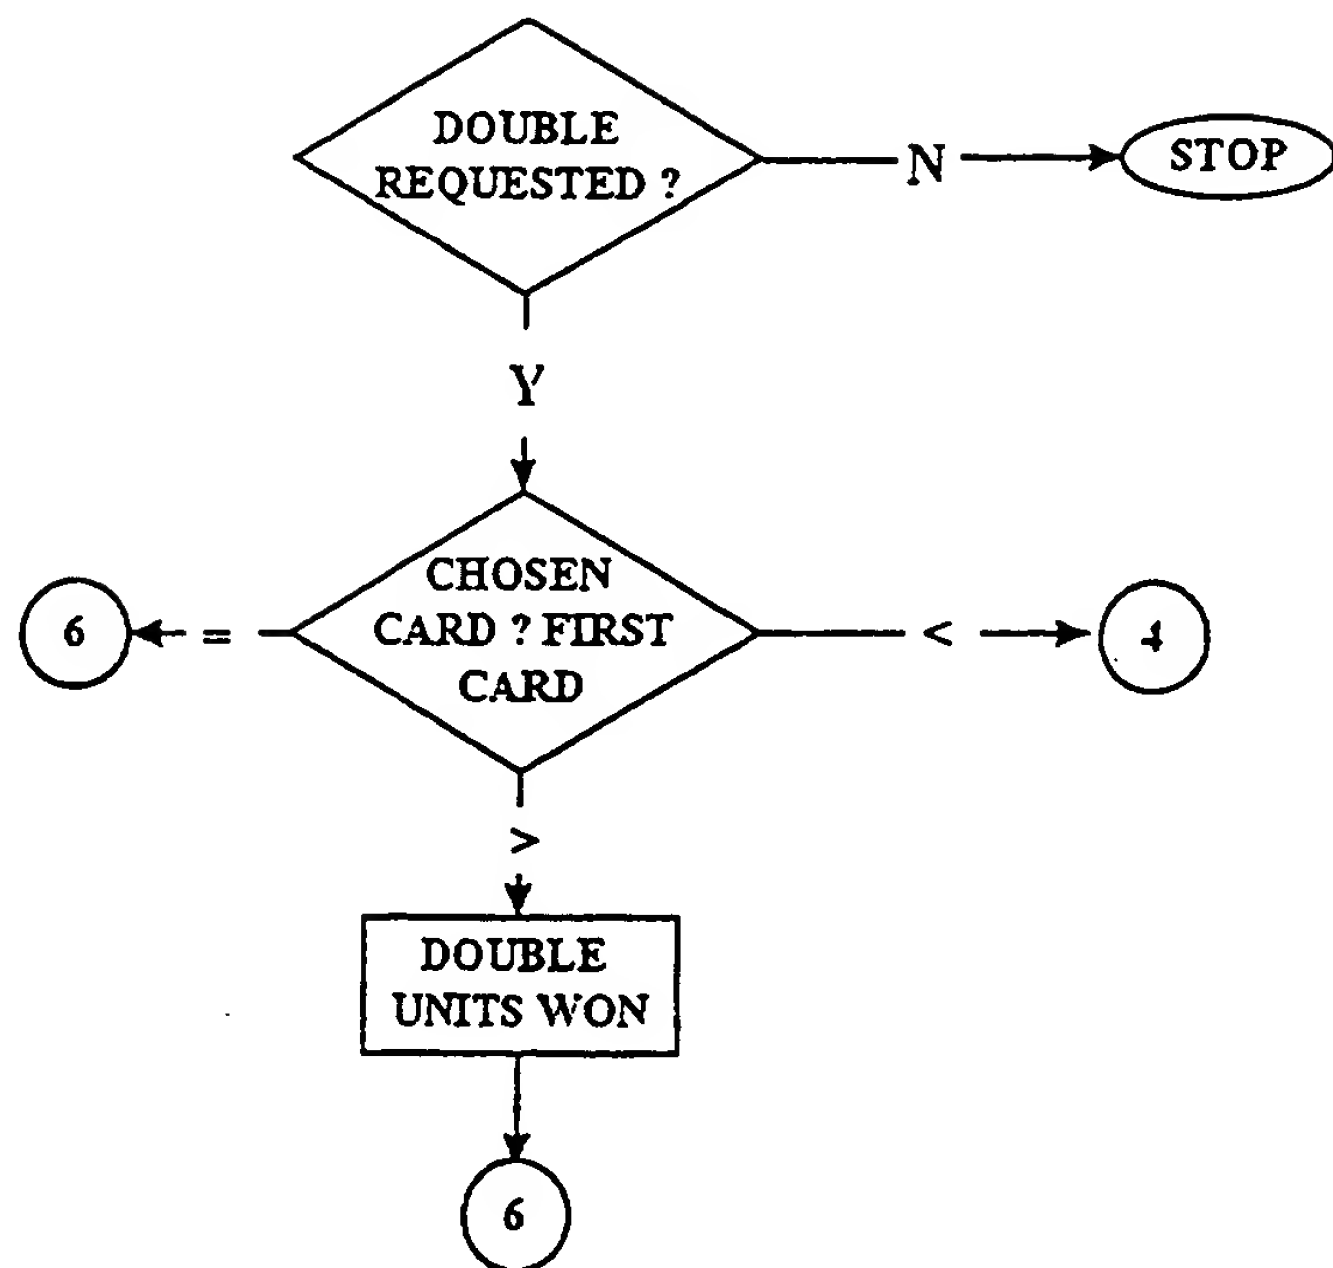 DOUBLE
REQUESTED ?
N
STOP
Y
CHOSEN
CARD ? FIRST
CARD
6
=
<
4
>
DOUBLE
UNITS WON
6